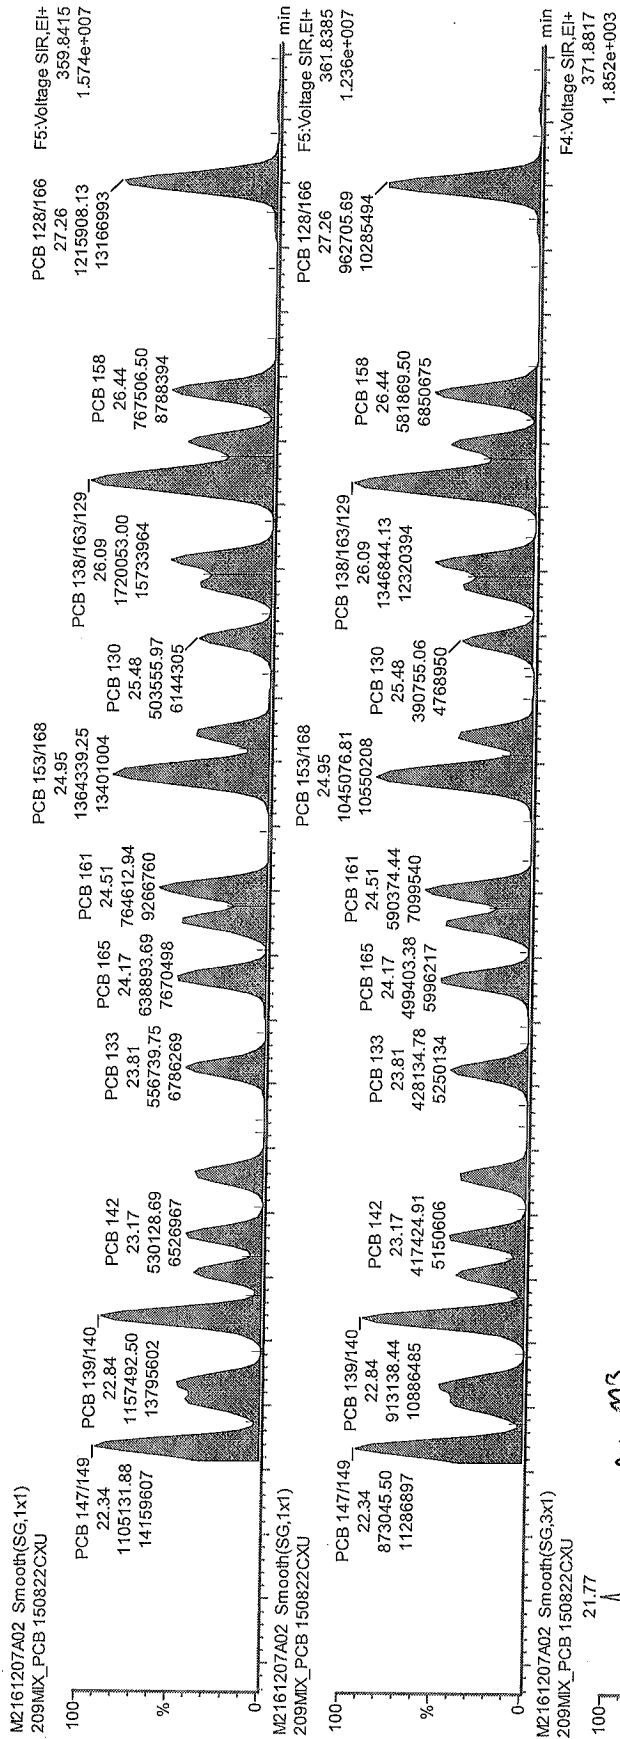 M2161207A02 Smooth(SG,1x1)
209MIX_PCB 150822CXU
F5:Voltage SIR,EI+
359.8415
1.574e+007
100
%
0
PCB 147/149
22.34
1105131.88
14159607
PCB 139/140
22.84
1157492.50
13795602
PCB 142
23.17
530128.69
6526967
PCB 133
23.81
556739.75
6786269
PCB 165
24.17
638893.69
7670498
PCB 161
24.51
764612.94
9266760
PCB 153/168
24.95
1364339.25
13401004
PCB 130
25.48
503555.97
6144305
PCB 138/163/129
26.09
1720053.00
15733964
PCB 158
26.44
767506.50
8788394
PCB 128/166
27.26
1215908.13
13166993
min
M2161207A02 Smooth(SG,1x1)
209MIX_PCB 150822CXU
F5:Voltage SIR,EI+
361.8385
1.236e+007
100
%
0
PCB 147/149
22.34
873045.50
11286897
PCB 139/140
22.84
913138.44
10886485
PCB 142
23.17
417424.91
5150606
PCB 133
23.81
428134.78
5250134
PCB 165
24.17
499403.38
5996217
PCB 161
24.51
590374.44
7099540
PCB 153/168
24.95
1045076.81
10550208
PCB 130
25.48
390755.06
4768950
PCB 138/163/129
26.09
1346844.13
12320394
PCB 158
26.44
581869.50
6850675
PCB 128/166
27.26
962705.69
10285494
min
M2161207A02 Smooth(SG,3x1)
209MIX_PCB 150822CXU
F4:Voltage SIR,EI+
371.8817
1.852e+003
100
21.77